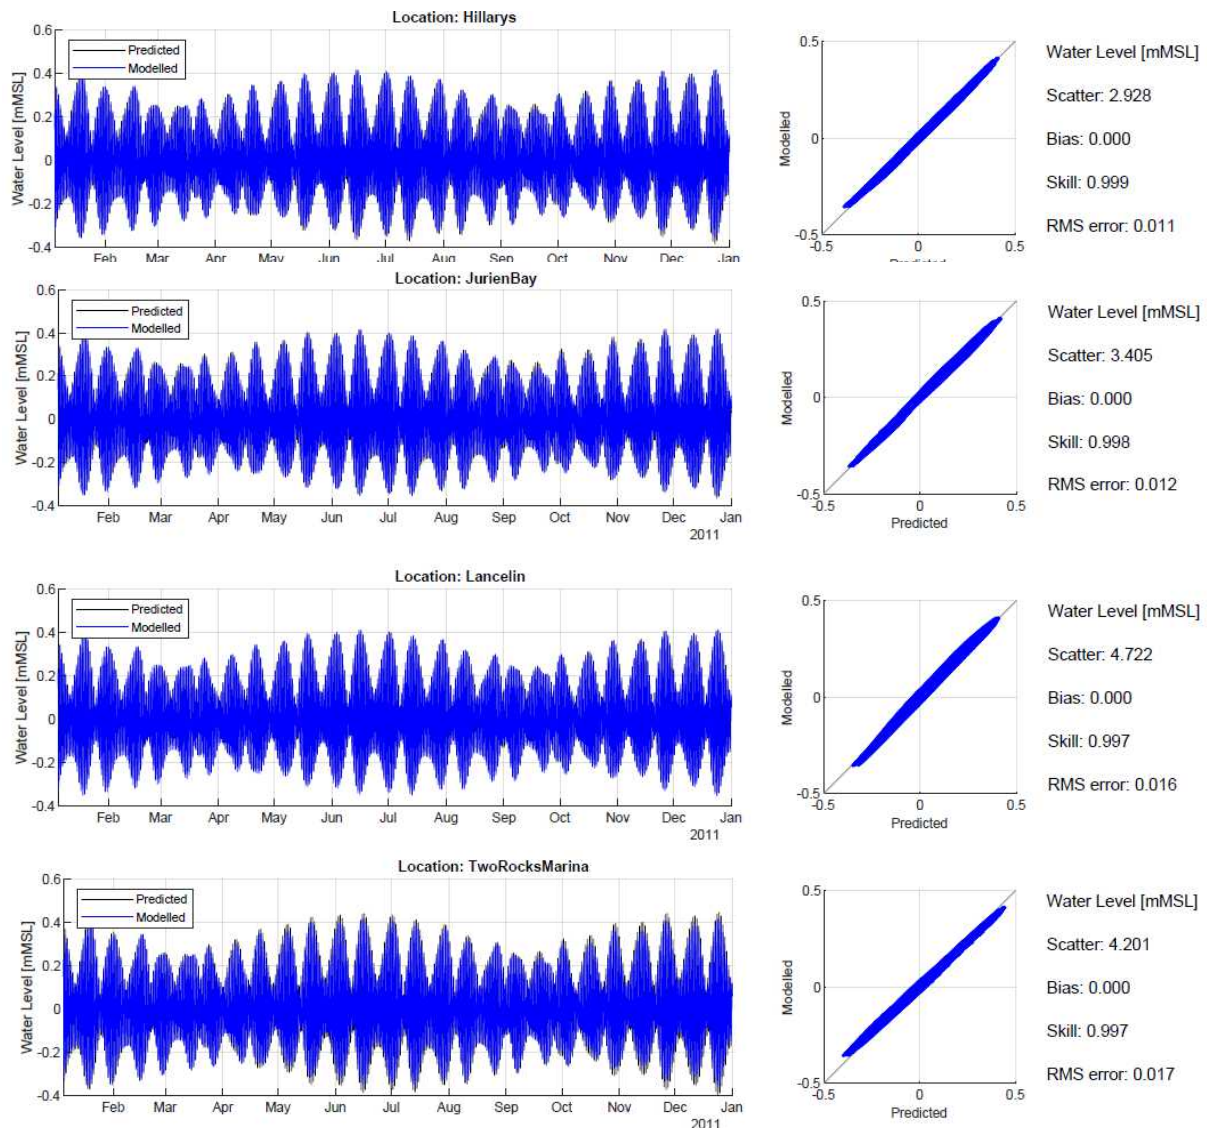 Location: Hillarys
0.6
0.4
0.2
0
-0.2
-0.4
Water Level [mMSL]
Predicted
Modelled
Feb Mar Apr May Jun Jul Aug Sep Oct Nov Dec Jan
0.5
0
-0.5
Modelled
-0.5 0 0.5
Predicted
Water Level [mMSL]
Scatter: 2.928
Bias: 0.000
Skill: 0.999
RMS error: 0.011
Location: JurienBay
0.6
0.4
0.2
0
-0.2
-0.4
Water Level [mMSL]
Predicted
Modelled
Feb Mar Apr May Jun Jul Aug Sep Oct Nov Dec Jan
2011
0.5
0
-0.5
Modelled
-0.5 0 0.5
Predicted
Water Level [mMSL]
Scatter: 3.405
Bias: 0.000
Skill: 0.998
RMS error: 0.012
Location: Lancelin
0.6
0.4
0.2
0
-0.2
-0.4
Water Level [mMSL]
Predicted
Modelled
Feb Mar Apr May Jun Jul Aug Sep Oct Nov Dec Jan
2011
0.5
0
-0.5
Modelled
-0.5 0 0.5
Predicted
Water Level [mMSL]
Scatter: 4.722
Bias: 0.000
Skill: 0.997
RMS error: 0.016
Location: TwoRocksMarina
0.6
0.4
0.2
0
-0.2
-0.4
Water Level [mMSL]
Predicted
Modelled
Feb Mar Apr May Jun Jul Aug Sep Oct Nov Dec Jan
2011
0.5
0
-0.5
Modelled
-0.5 0 0.5
Predicted
Water Level [mMSL]
Scatter: 4.201
Bias: 0.000
Skill: 0.997
RMS error: 0.017